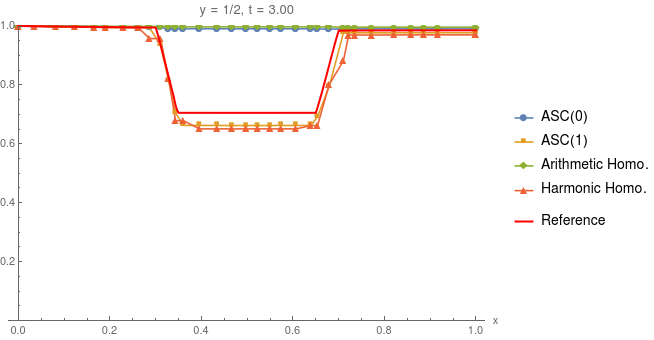 y = 1/2, t = 3.00
1.0
0.8
0.6
0.4
0.2
0.0
0.2
0.4
0.6
0.8
1.0
x
ASC(0)
ASC(1)
Arithmetic Homo.
Harmonic Homo.
Reference